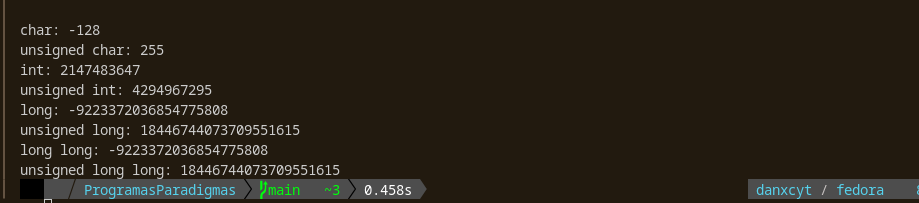 char: -128
unsigned char: 255
int: 2147483647
unsigned int: 4294967295
long: -9223372036854775808
unsigned long: 18446744073709551615
long long: -9223372036854775808
unsigned long long: 18446744073709551615
ProgramasParadigmas main ~3 0.458s danxcyt / fedora